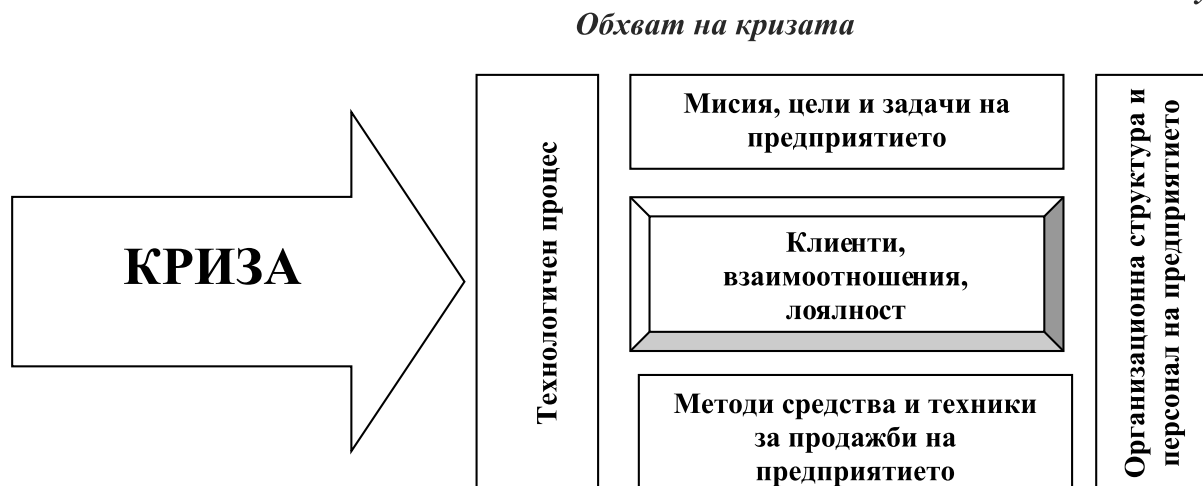 Обхват на кризата
КРИЗА
Технологичен процес
Мисия, цели и задачи на
предприятието
Клиенти,
взаимоотношения,
лоялност
Методи средства и техники
за продажби на
предприятието
Организационна структура и
персонал на предприятието